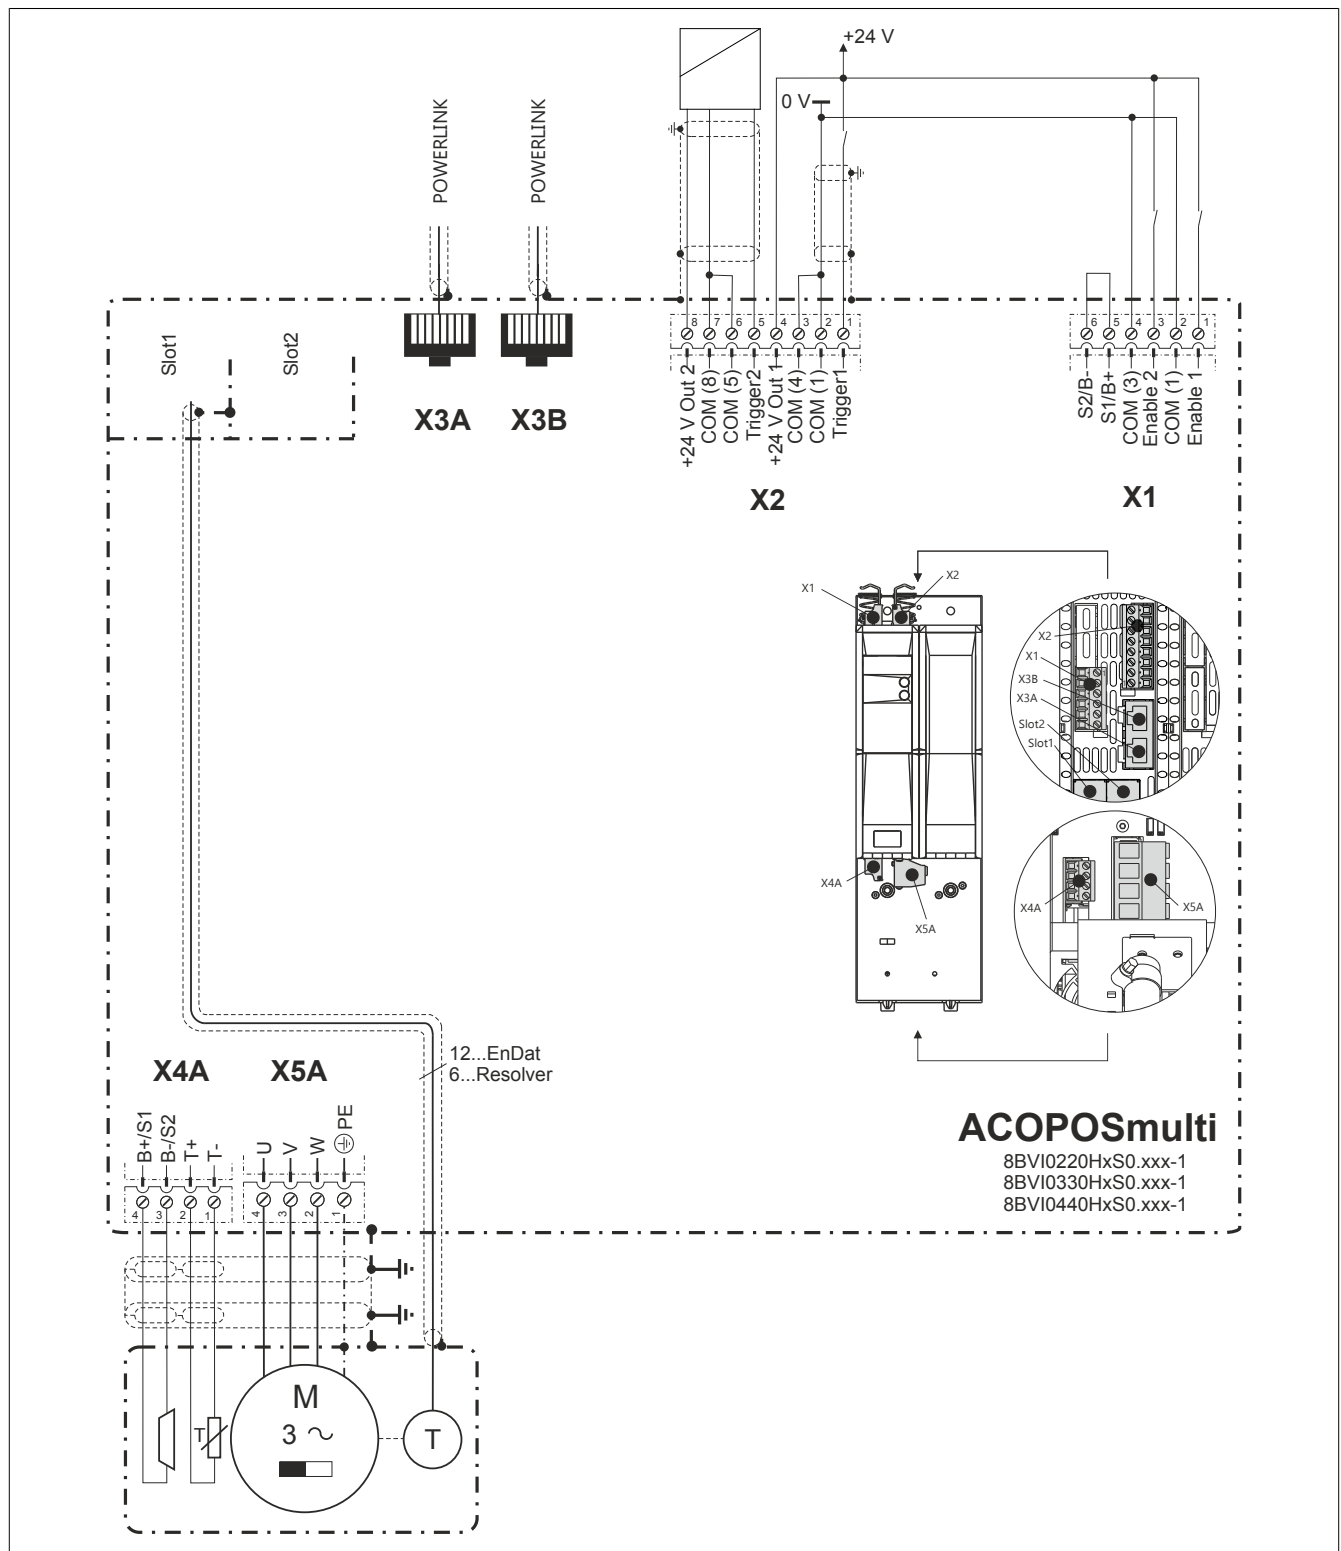 +24 V
0 V
POWERLINK
POWERLINK
Slot1
Slot2
X3A
X3B
8
7
6
5
4
3
2
1
+24 V Out 2
COM (8)
COM (5)
Trigger2
+24 V Out 1
COM (4)
COM (1)
Trigger1
X2
6
5
4
3
2
1
S2/B-
S1/B+
COM (3)
Enable 2
COM (1)
Enable 1
X1
X1
X2
X2
X1
X3B
X3A
Slot2
Slot1
X4A
X5A
X4A
X5A
12...EnDat
6...Resolver
X4A
X5A
B+/S1
B-/S2
T+
T-
U
V
W
PE
4
3
2
1
4
3
2
1
ACOPOSmulti
8BVI0220HxS0.xxx-1
8BVI0330HxS0.xxx-1
8BVI0440HxS0.xxx-1
M
3 ~
T
T